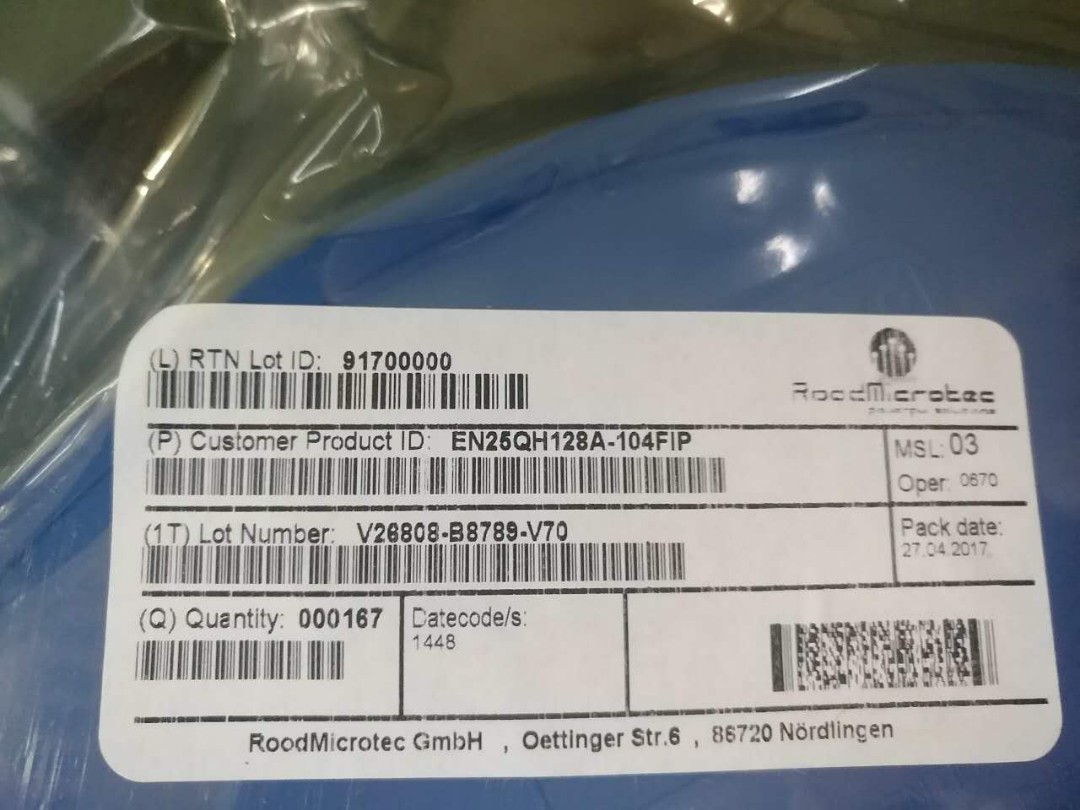 (L) RTN Lot ID: 91700000
RoodMicrotec
(P) Customer Product ID: EN25QH128A-104FIP
MSL: 03
Oper: 0670
(1T) Lot Number: V26808-B8789-V70
Pack date:
27.04.2017
(Q) Quantity: 000167
Datecode/s:
1448
RoodMicrotec GmbH , Oettinger Str.6 , 86720 Nördlingen